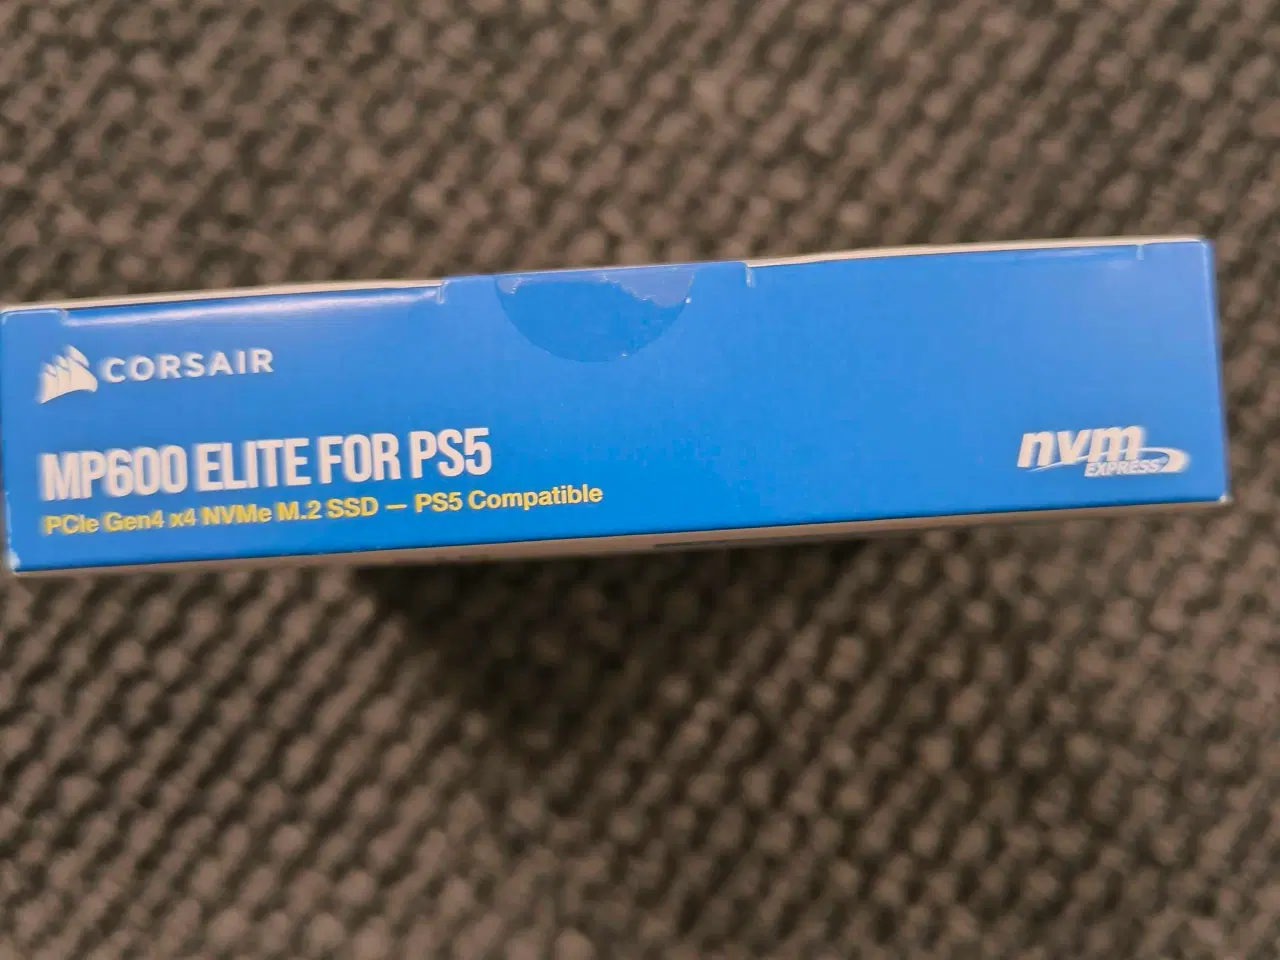 CORSAIR
MP600 ELITE FOR PS5
PCIe Gen4 x4 NVMe M.2 SSD — PS5 Compatible
nvm
EXPRESS